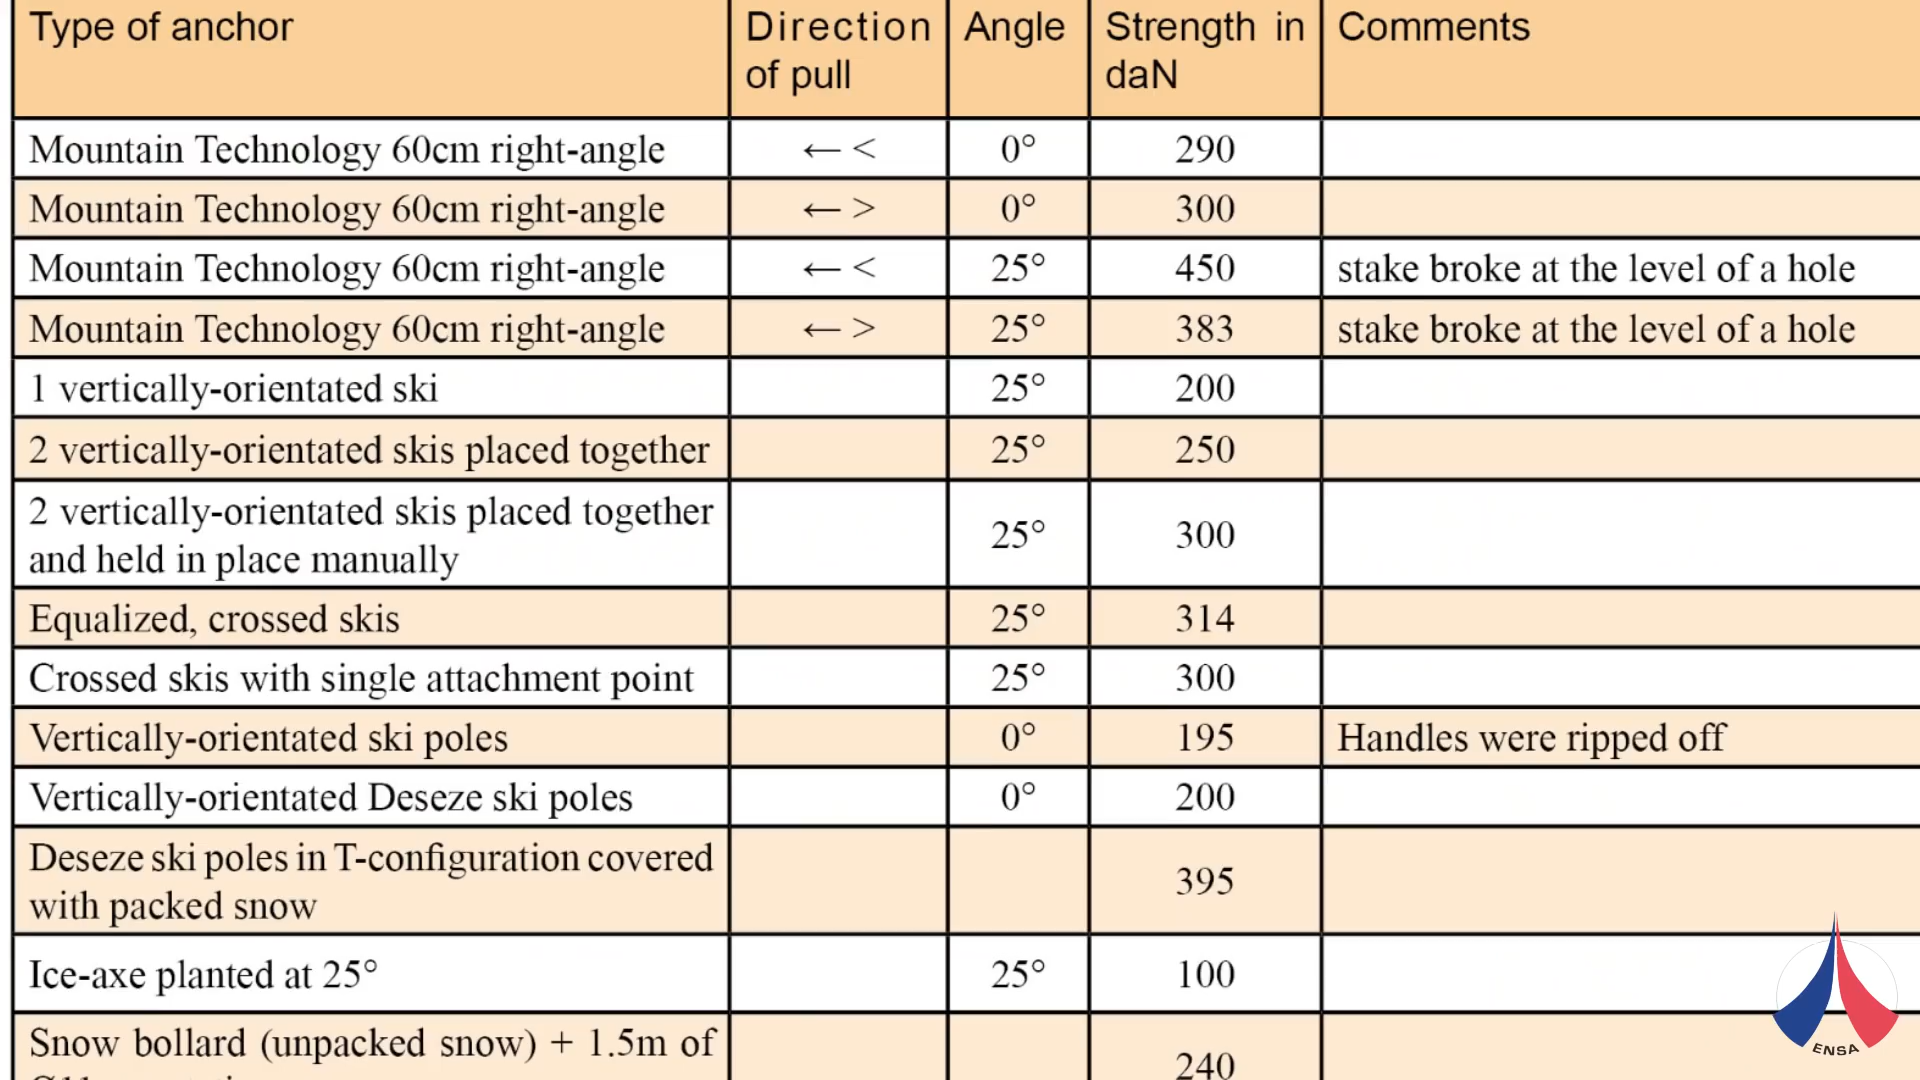 Type of anchor
Direction of pull
Angle
Strength in daN
Comments
Mountain Technology 60cm right-angle ← < 0° 290
Mountain Technology 60cm right-angle ← > 0° 300
Mountain Technology 60cm right-angle ← < 25° 450 stake broke at the level of a hole
Mountain Technology 60cm right-angle ← > 25° 383 stake broke at the level of a hole
1 vertically-orientated ski 25° 200
2 vertically-orientated skis placed together 25° 250
2 vertically-orientated skis placed together
and held in place manually 25° 300
Equalized, crossed skis 25° 314
Crossed skis with single attachment point 25° 300
Vertically-orientated ski poles 0° 195 Handles were ripped off
Vertically-orientated Deseze ski poles 0° 200
Deseze ski poles in T-configuration covered
with packed snow 395
Ice-axe planted at 25° 25° 100
Snow bollard (unpacked snow) + 1.5m of
240
ENSA